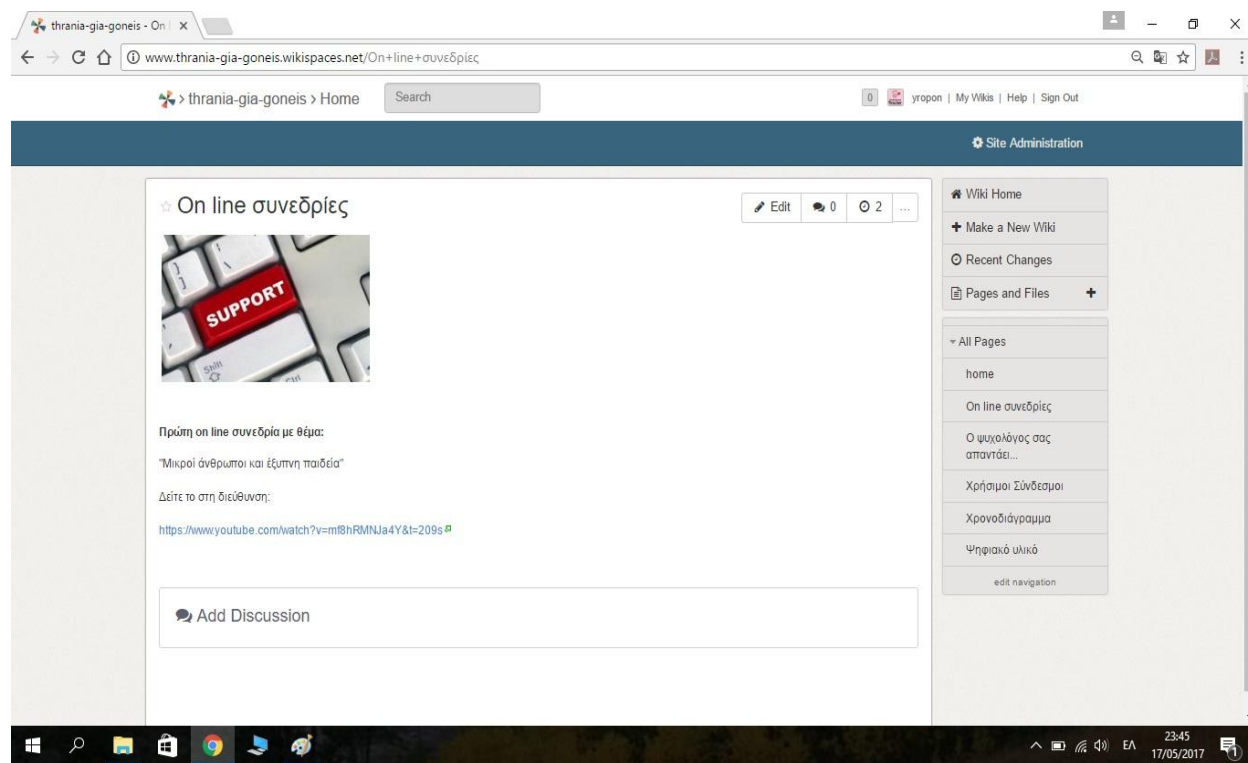 thrania-gia-goneis - On
www.thrania-gia-goneis.wikispaces.net/On+line+συνεδρίες
> thrania-gia-goneis > Home
Search
0
yropon | My Wikis | Help | Sign Out
Site Administration
On line συνεδρίες
Edit
0
2
...
SUPPORT
Shift
Ctrl
Πρώτη on line συνεδρία με θέμα:
"Μικροί άνθρωποι και έξυπνη παιδεία"
Δείτε το στη διεύθυνση:
https://www.youtube.com/watch?v=mf8hRMNJa4Y&t=209s
Add Discussion
Wiki Home
Make a New Wiki
Recent Changes
Pages and Files
All Pages
home
On line συνεδρίες
Ο ψυχολόγος σας
απαντάει...
Χρήσιμοι Σύνδεσμοι
Χρονοδιάγραμμα
Ψηφιακό υλικό
edit navigation
ΕΛ
23:45
17/05/2017
1